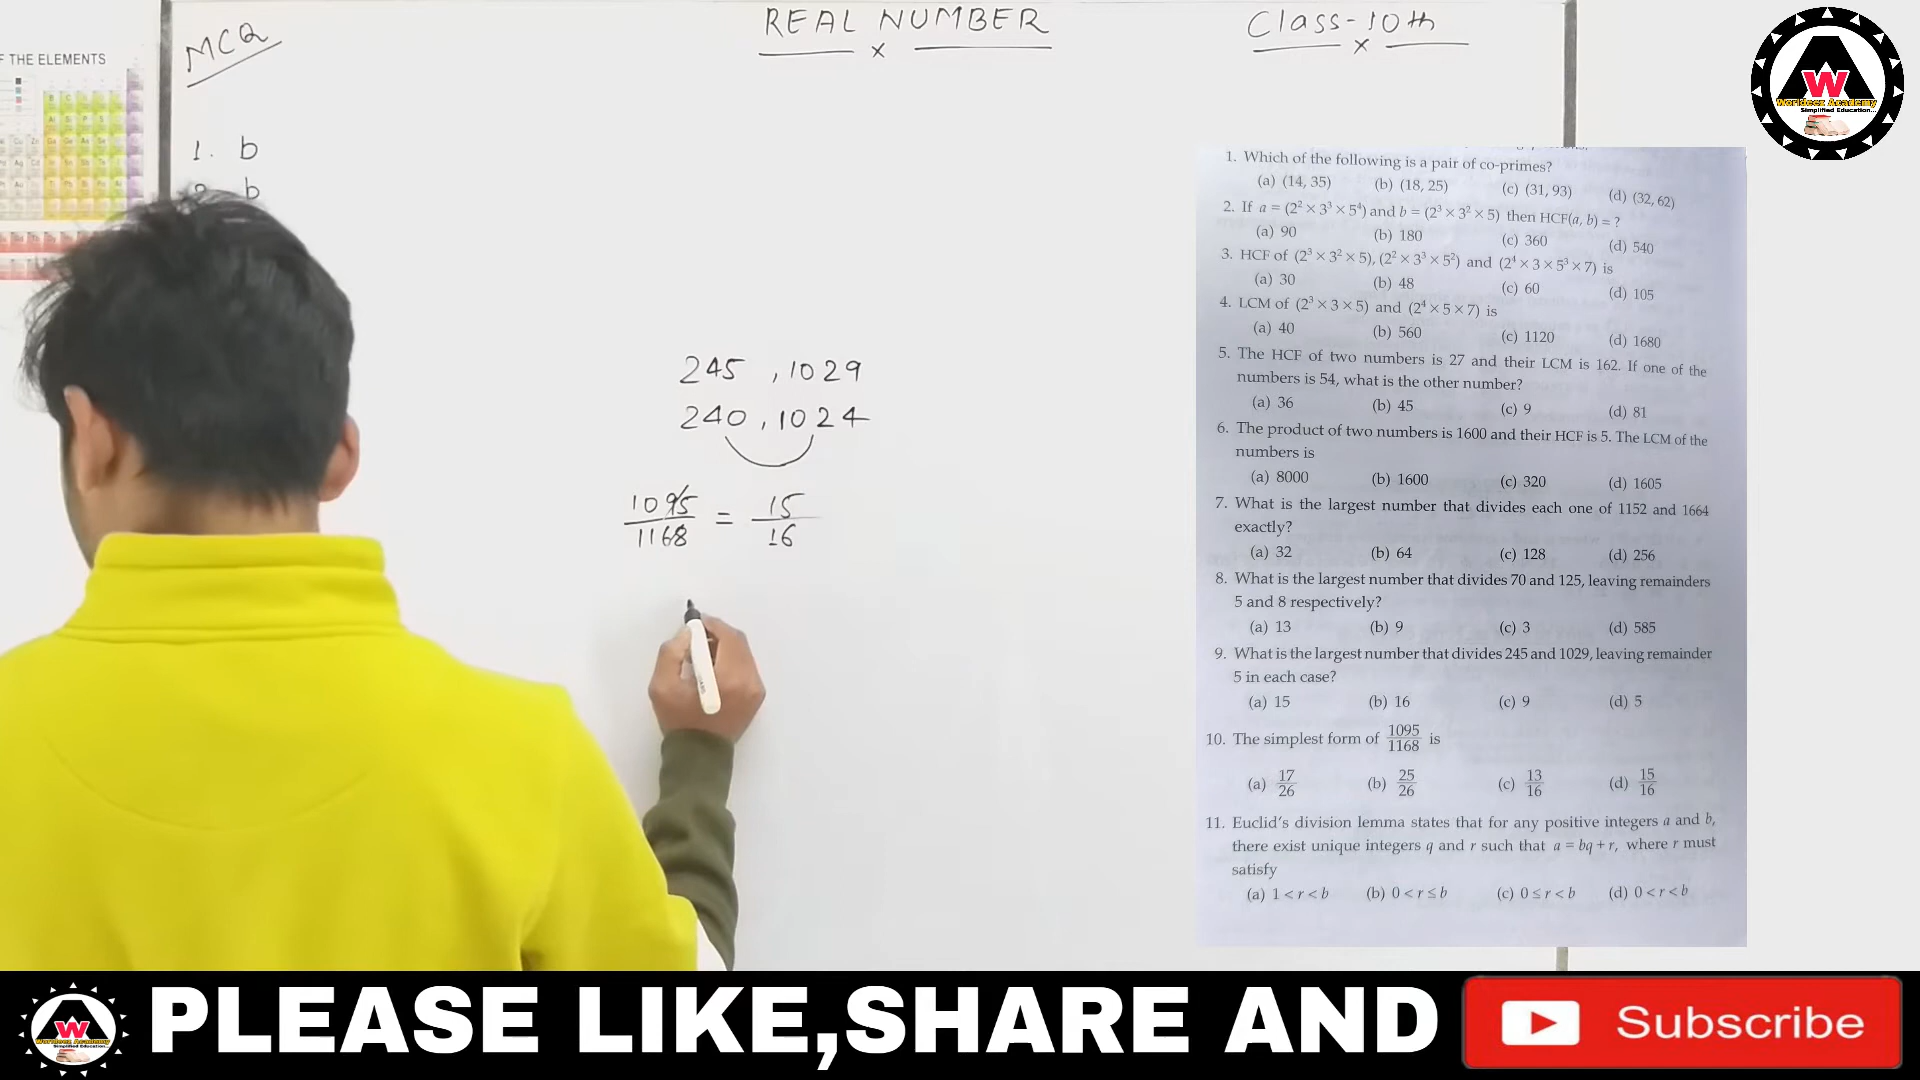 F THE ELEMENTS
MCQ
REAL NUMBER
Class-10th
1. b
b
245 , 1029
240 , 1024
1095/1168 = 15/16
W
Worldeez Academy
Simplified Education...
1. Which of the following is a pair of co-primes?
(a) (14, 35) (b) (18, 25) (c) (31, 93) (d) (32, 62)
2. If a = (2² × 3³ × 5⁴) and b = (2³ × 3² × 5) then HCF(a, b) = ?
(a) 90 (b) 180 (c) 360 (d) 540
3. HCF of (2³ × 3² × 5), (2² × 3³ × 5²) and (2⁴ × 3 × 5³ × 7) is
(a) 30 (b) 48 (c) 60 (d) 105
4. LCM of (2³ × 3 × 5) and (2⁴ × 5 × 7) is
(a) 40 (b) 560 (c) 1120 (d) 1680
5. The HCF of two numbers is 27 and their LCM is 162. If one of the
numbers is 54, what is the other number?
(a) 36 (b) 45 (c) 9 (d) 81
6. The product of two numbers is 1600 and their HCF is 5. The LCM of the
numbers is
(a) 8000 (b) 1600 (c) 320 (d) 1605
7. What is the largest number that divides each one of 1152 and 1664
exactly?
(a) 32 (b) 64 (c) 128 (d) 256
8. What is the largest number that divides 70 and 125, leaving remainders
5 and 8 respectively?
(a) 13 (b) 9 (c) 3 (d) 585
9. What is the largest number that divides 245 and 1029, leaving remainder
5 in each case?
(a) 15 (b) 16 (c) 9 (d) 5
10. The simplest form of 1095/1168 is
(a) 17/26 (b) 25/26 (c) 13/16 (d) 15/16
11. Euclid's division lemma states that for any positive integers a and b,
there exist unique integers q and r such that a = bq + r, where r must
satisfy
(a) 1 < r < b (b) 0 < r ≤ b (c) 0 ≤ r < b (d) 0 < r < b
W
Worldeez Academy
Simplified Education...
PLEASE LIKE,SHARE AND
Subscribe